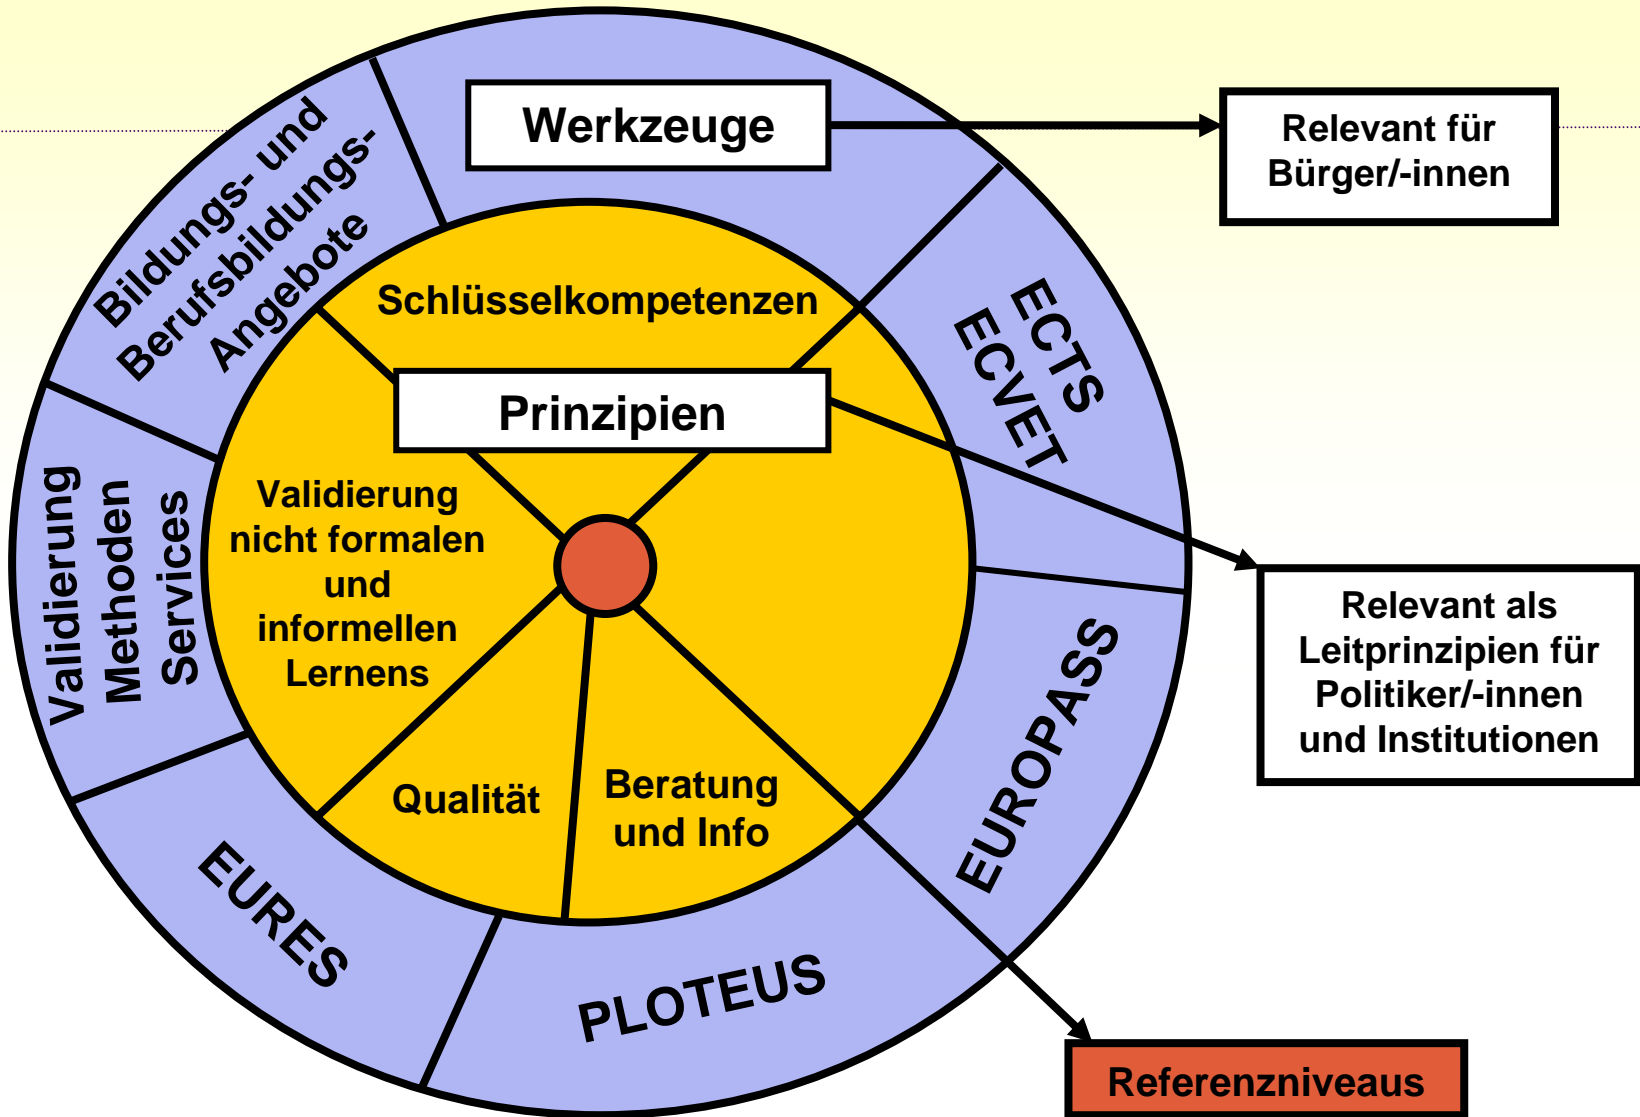 Werkzeuge
Relevant für
Bürger/-innen
Bildungs- und
Berufsbildungs-
Angebote
Schlüsselkompetenzen
ECTS
ECVET
Prinzipien
Validierung
Methoden
Services
Validierung
nicht formalen
und
informellen
Lernens
Relevant als
Leitprinzipien für
Politiker/-innen
und Institutionen
EUROPASS
Qualität
Beratung
und Info
EURES
PLOTEUS
Referenzniveaus